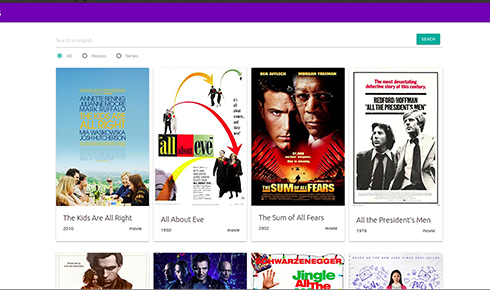 Search in english
SEACH
All
Movies
Series
ANNETTE BENING
JULIANNE MOORE
MARK RUFFALO
THE KIDS ARE
ALL RIGHT
MIA WASIKOWSKA
JOSH HUTCHERSON
it's
all
about
women
and
their
men
all about eve
BEN AFFLECK
MORGAN FREEMAN
THE SUM OF ALL FEARS
The most devastating
detective story of this century.
REDFORD/HOFFMAN
"ALL THE PRESIDENT'S MEN"
The Kids Are All Right
2010
movie
All About Eve
1950
movie
The Sum of All Fears
2002
movie
All the President's Men
1976
movie
SCHWARZENEGGER.
Jingle
All The
Way